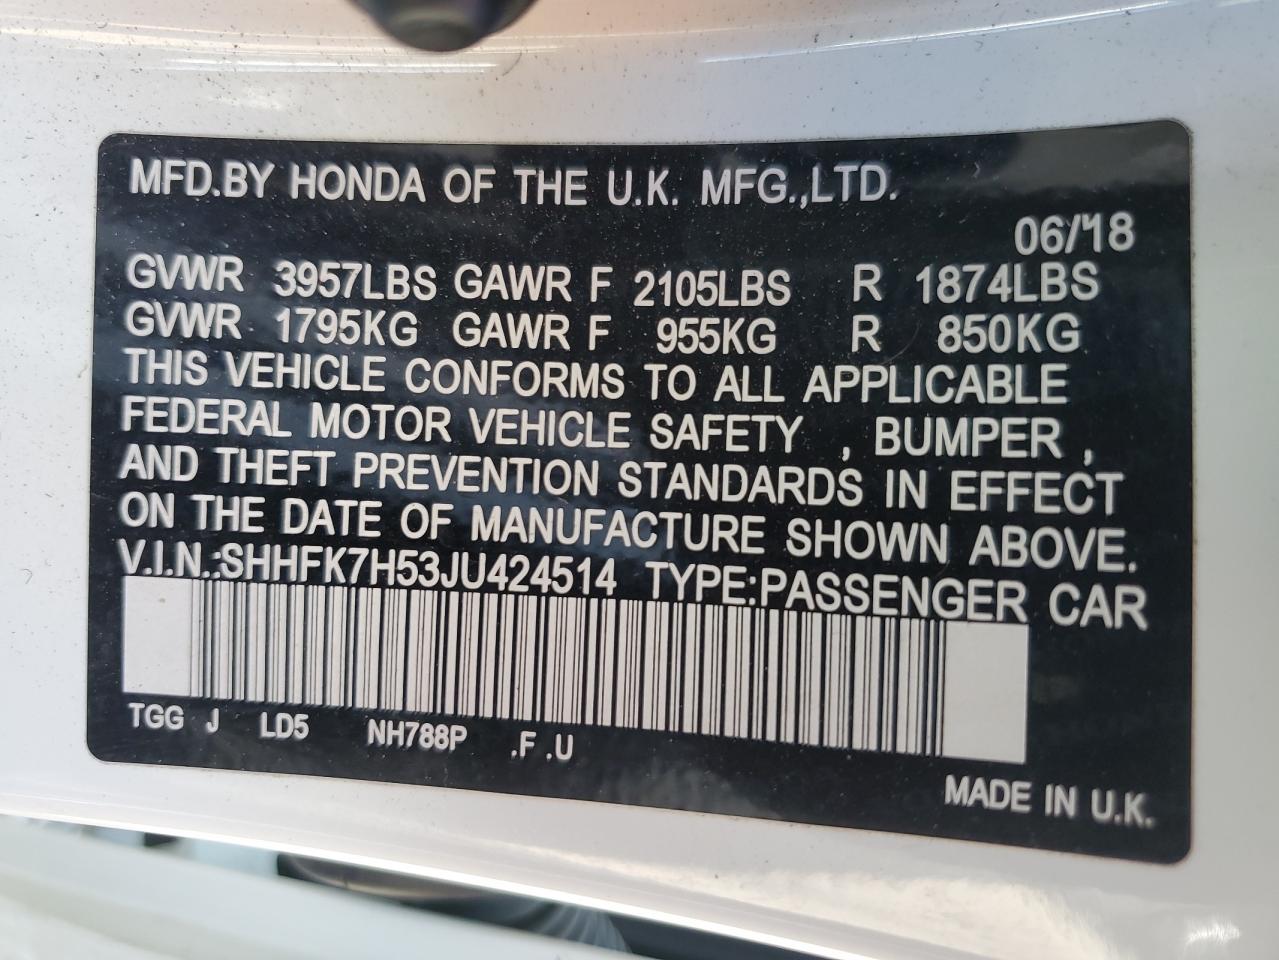 MFD.BY HONDA OF THE U.K. MFG.,LTD.
06/'18
GVWR 3957LBS GAWR F 2105LBS R 1874LBS
GVWR 1795KG GAWR F 955KG R 850KG
THIS VEHICLE CONFORMS TO ALL APPLICABLE
FEDERAL MOTOR VEHICLE SAFETY , BUMPER ,
AND THEFT PREVENTION STANDARDS IN EFFECT
ON THE DATE OF MANUFACTURE SHOWN ABOVE.
V.I.N.:SHHFK7H53JU424514 TYPE:PASSENGER CAR
TGG J LD5 NH788P .F .U
MADE IN U.K.